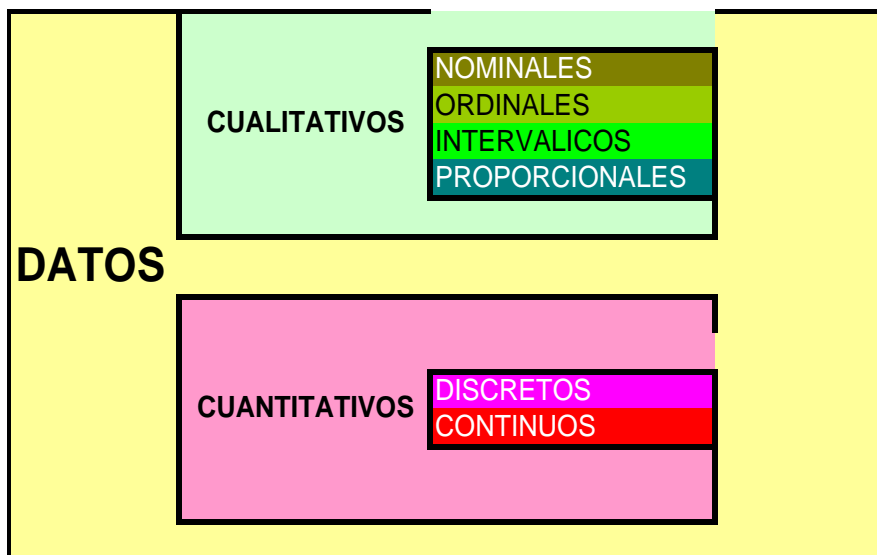 DATOS
CUALITATIVOS
NOMINALES
ORDINALES
INTERVALICOS
PROPORCIONALES
CUANTITATIVOS
DISCRETOS
CONTINUOS